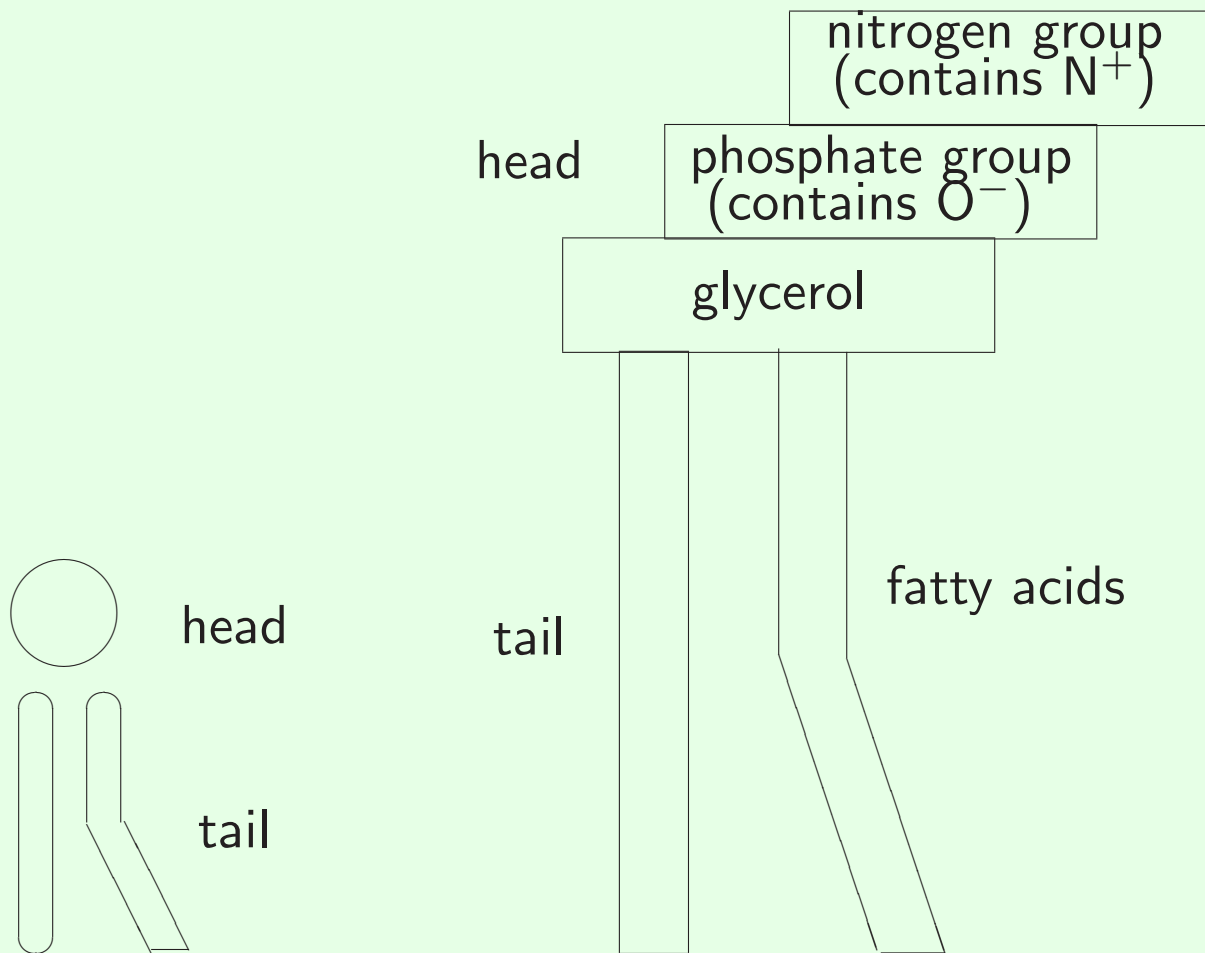 nitrogen group
(contains N⁺)
head
phosphate group
(contains O⁻)
glycerol
fatty acids
head
tail
tail